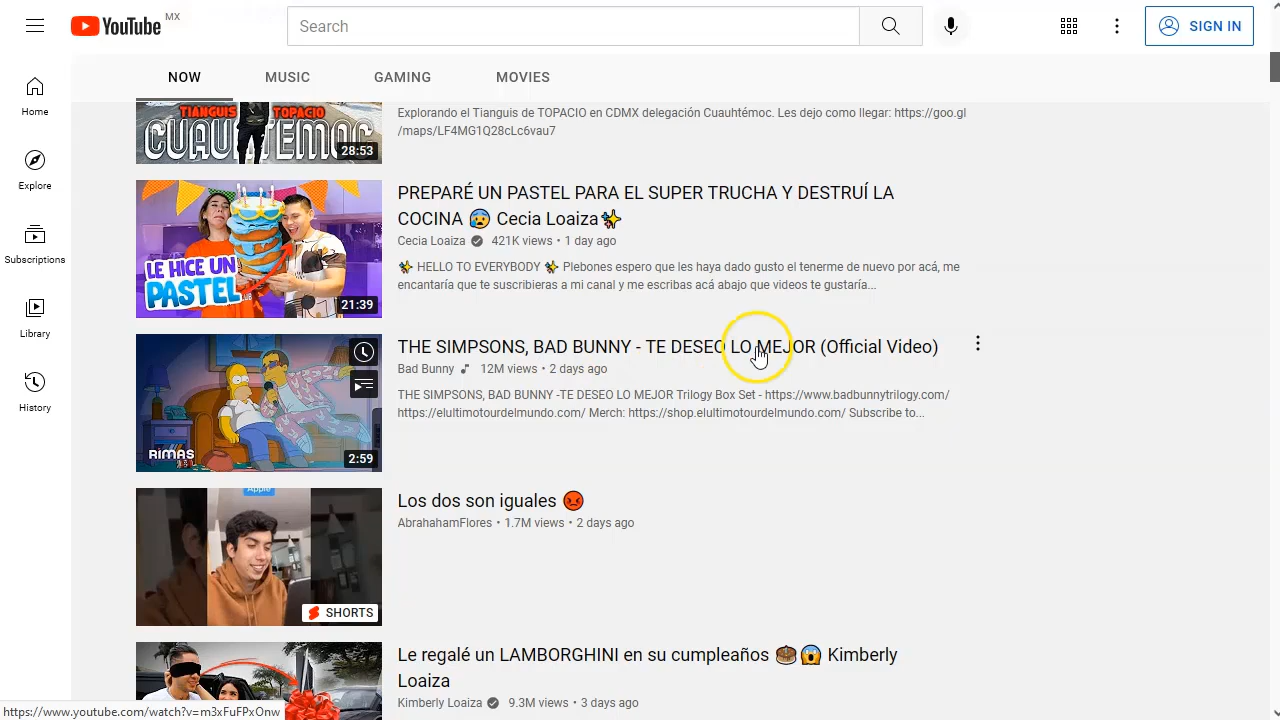 YouTube MX
Search
SIGN IN
NOW
MUSIC
GAMING
MOVIES
Home
Explore
Subscriptions
Library
History
TIANGUIS TOPACIO
CUAUHTEMOC
28:53
Explorando el Tianguis de TOPACIO en CDMX delegación Cuauhtémoc. Les dejo como llegar: https://goo.gl
/maps/LF4MG1Q28cLc6vau7
LE HICE UN
PASTEL
21:39
PREPARÉ UN PASTEL PARA EL SUPER TRUCHA Y DESTRUÍ LA
COCINA 😰 Cecia Loaiza✨
Cecia Loaiza 421K views • 1 day ago
✨ HELLO TO EVERYBODY ✨ Plebones espero que les haya dado gusto el tenerme de nuevo por acá, me
encantaría que te suscribieras a mi canal y me escribas acá abajo que videos te gustaría...
RIMAS
2:59
THE SIMPSONS, BAD BUNNY - TE DESEO LO MEJOR (Official Video)
Bad Bunny 12M views • 2 days ago
THE SIMPSONS, BAD BUNNY -TE DESEO LO MEJOR Trilogy Box Set - https://www.badbunnytrilogy.com/
https://elultimotourdelmundo.com/ Merch: https://shop.elultimotourdelmundo.com/ Subscribe to...
Apple
SHORTS
Los dos son iguales 😡
AbrahahamFlores • 1.7M views • 2 days ago
Le regalé un LAMBORGHINI en su cumpleaños 🎂😱 Kimberly
Loaiza
Kimberly Loaiza 9.3M views • 3 days ago
https://www.youtube.com/watch?v=m3xFuFPxOnw